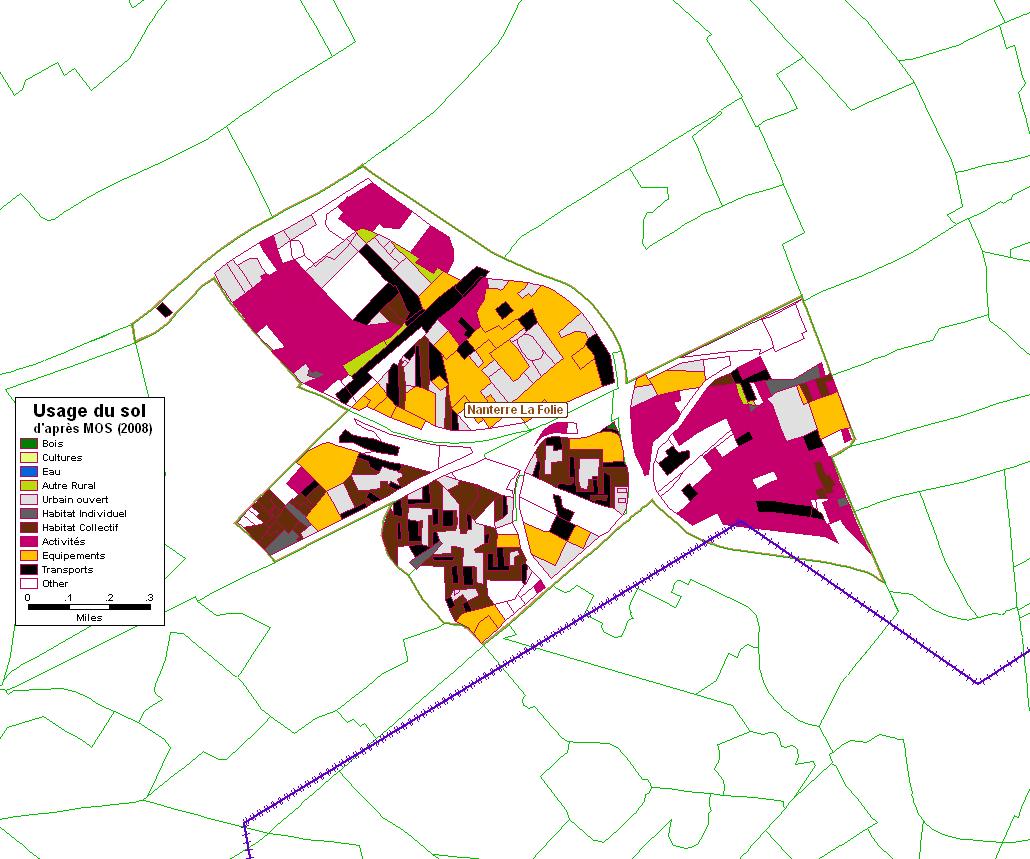 Nanterre La Folie
Usage du sol
d'après MOS (2008)
Bois
Cultures
Eau
Autre Rural
Urbain ouvert
Habitat Individuel
Habitat Collectif
Activités
Equipements
Transports
Other
0 .1 .2 .3
Miles